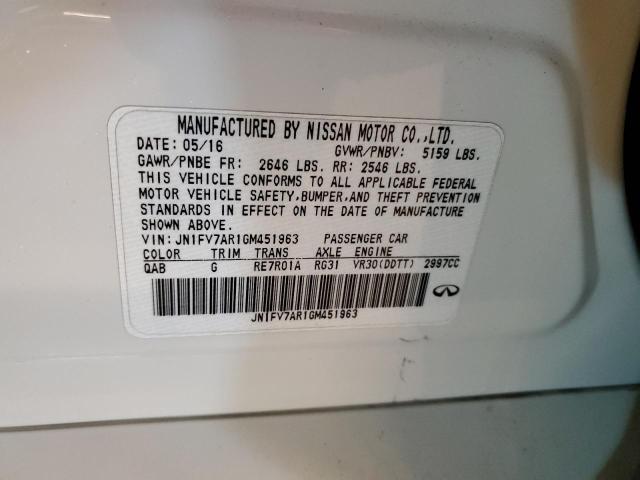 MANUFACTURED BY NISSAN MOTOR CO.,LTD.
DATE: 05/16 GVWR/PNBV: 5159 LBS.
GAWR/PNBE FR: 2646 LBS. RR: 2546 LBS.
THIS VEHICLE CONFORMS TO ALL APPLICABLE FEDERAL
MOTOR VEHICLE SAFETY,BUMPER,AND THEFT PREVENTION
STANDARDS IN EFFECT ON THE DATE OF MANUFACTURE
SHOWN ABOVE.
VIN: JN1FV7AR1GM451963 PASSENGER CAR
COLOR TRIM TRANS AXLE ENGINE
QAB G RE7R01A RG31 VR30(DDTT) 2997CC
JN1FV7AR1GM451963